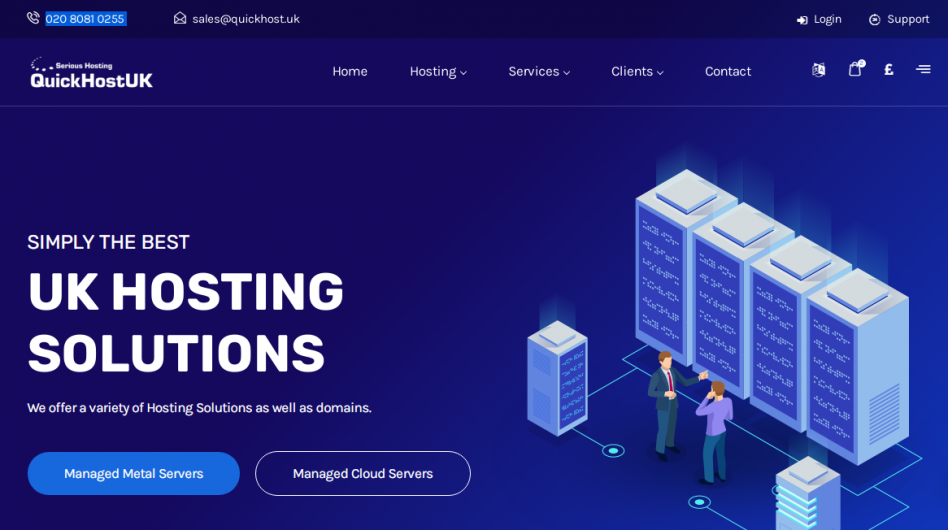 020 8081 0255 sales@quickhost.uk Login Support
Serious Hosting
QuickHostUK
Home Hosting Services Clients Contact £
SIMPLY THE BEST
UK HOSTING
SOLUTIONS
We offer a variety of Hosting Solutions as well as domains.
Managed Metal Servers Managed Cloud Servers